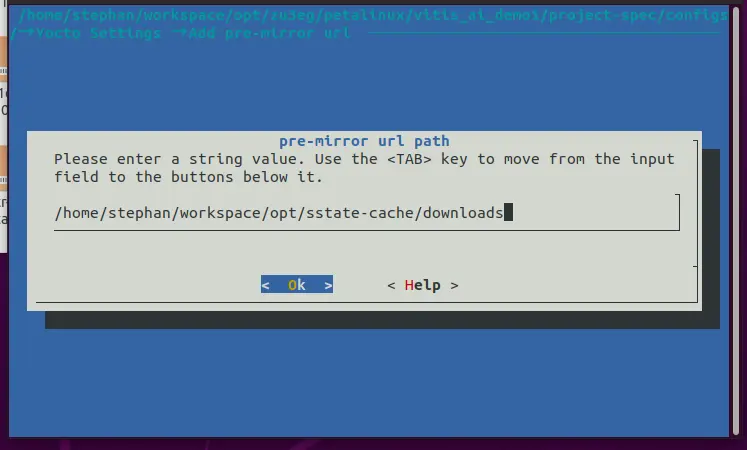 /home/stephan/workspace/opt/zu3eg/petalinux/vitis_ai_demo1/project-spec/configs
/→Yocto Settings →Add pre-mirror url
pre-mirror url path
Please enter a string value. Use the <TAB> key to move from the input
field to the buttons below it.
/home/stephan/workspace/opt/sstate-cache/downloads
< Ok > < Help >